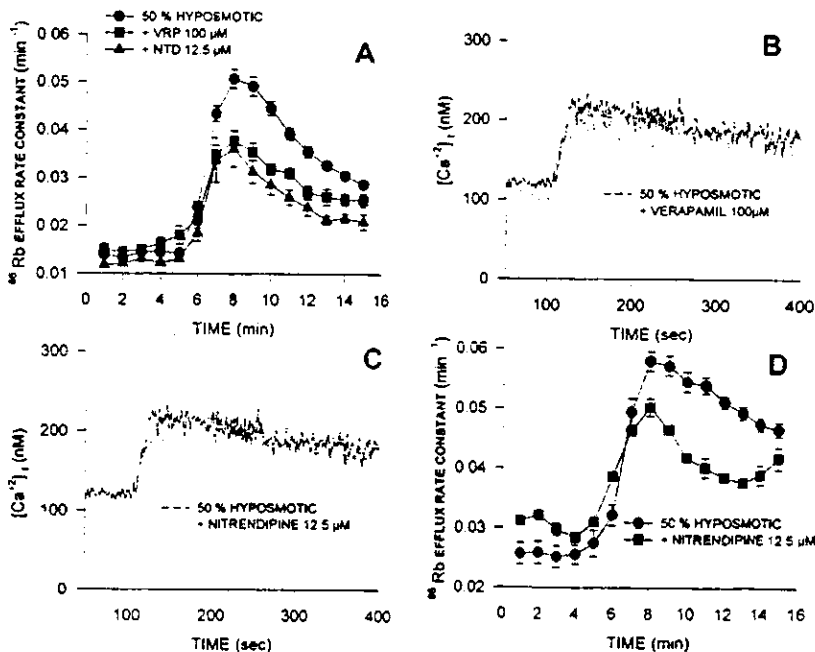 50 % HYPOSMOTIC
+ VRP 100 µM
+ NTD 12.5 µM
A
⁸⁶ Rb EFFLUX RATE CONSTANT (min⁻¹)
0.06
0.05
0.04
0.03
0.02
0.01
0 2 4 6 8 10 12 14 16
TIME (min)
B
[Ca⁺²]ᵢ (nM)
300
200
100
0
50 % HYPOSMOTIC
+ VERAPAMIL 100µM
100 200 300 400
TIME (sec)
C
[Ca⁺²]ᵢ (nM)
300
200
100
0
50 % HYPOSMOTIC
+ NITRENDIPINE 12 5 µM
100 200 300 400
TIME (sec)
D
⁸⁶ Rb EFFLUX RATE CONSTANT (min⁻¹)
0.06
0.05
0.04
0.03
0.02
50 % HYPOSMOTIC
+ NITRENDIPINE 12 5 µM
0 2 4 6 8 10 12 14 16
TIME (min)